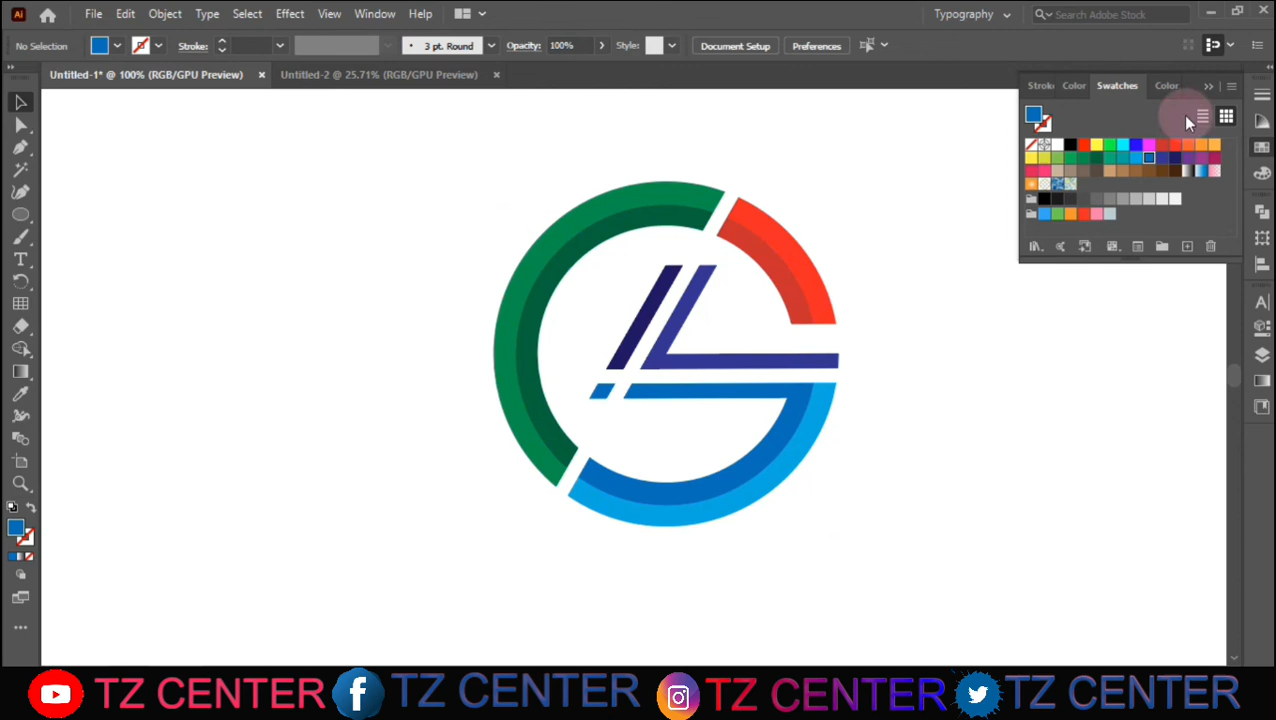 Ai File Edit Object Type Select Effect View Window Help Typography Search Adobe Stock
No Selection Stroke: 3 pt. Round Opacity: 100% Style: Document Setup Preferences
Untitled-1* @ 100% (RGB/GPU Preview) Untitled-2 @ 25.71% (RGB/GPU Preview)
Stroke Color Swatches Color
TZ CENTER TZ CENTER TZ CENTER TZ CENTER